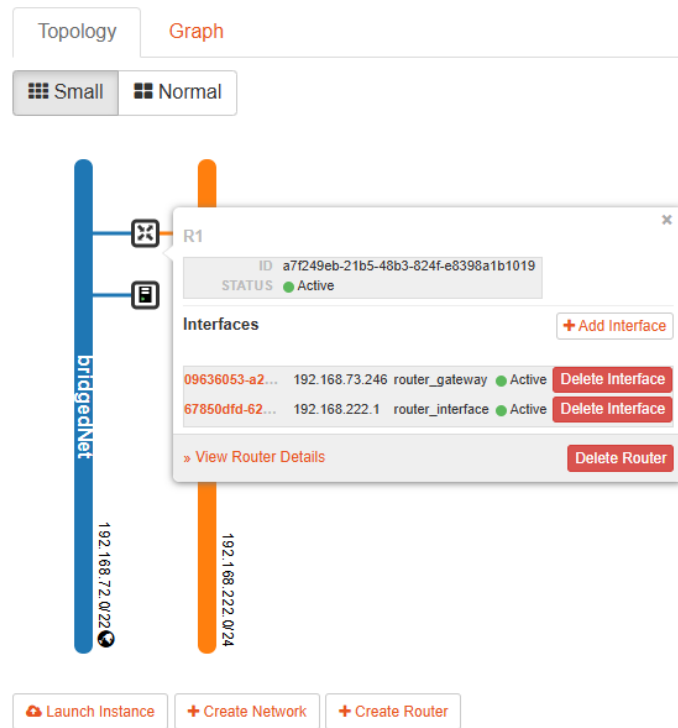 Topology Graph
Small Normal
R1
ID a7f249eb-21b5-48b3-824f-e8398a1b1019
STATUS Active
Interfaces
+ Add Interface
09636053-a2... 192.168.73.246 router_gateway Active Delete Interface
67850dfd-62... 192.168.222.1 router_interface Active Delete Interface
» View Router Details
Delete Router
bridgedNet
192.168.72.0/22
192.168.222.0/24
Launch Instance + Create Network + Create Router